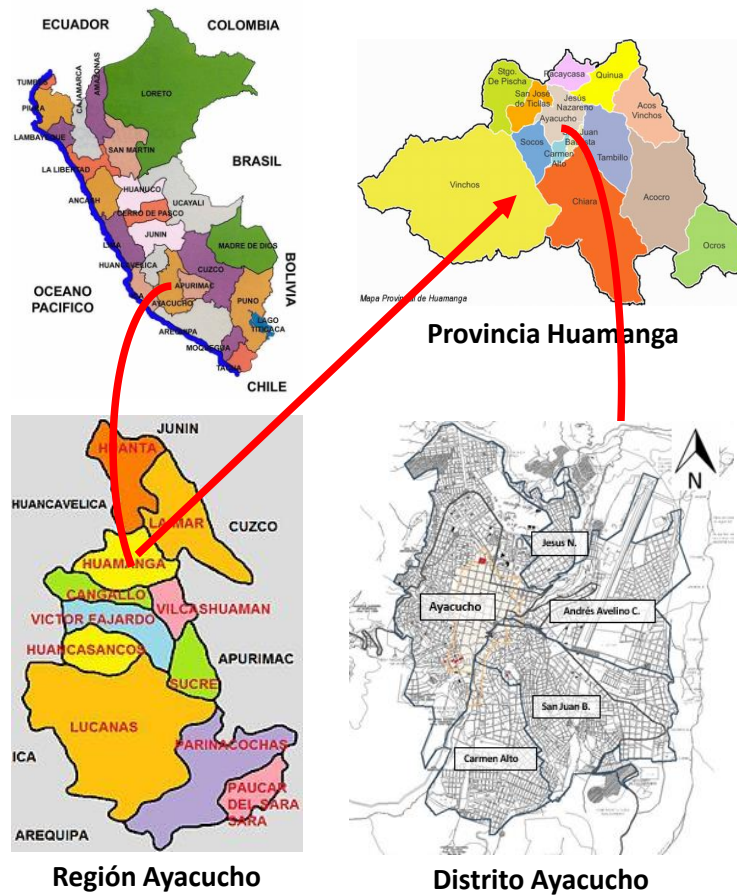 ECUADOR
COLOMBIA
TUMBES
PIURA
CAJAMARCA
AMAZONAS
LORETO
LAMBAYEQUE
SAN MARTIN
LA LIBERTAD
BRASIL
ANCASH
HUANUCO
UCAYALI
CERRO DE PASCO
JUNIN
LIMA
MADRE DE DIOS
HUANCAVELICA
CUZCO
BOLIVIA
OCEANO
PACIFICO
APURIMAC
AYACUCHO
PUNO
LAGO
TITICACA
AREQUIPA
MOQUEGUA
TACNA
CHILE
Stgo.
De Pischa
Pacaycasa
Quinua
San José
de Ticllas
Jesús
Nazareno
Acos
Vinchos
Ayacucho
Socos
Juan
Carmen
Alto
Tambillo
Vinchos
Chiara
Acocro
Ocros
Mapa Provincial de Huamanga
Provincia Huamanga
JUNIN
HUANTA
HUANCAVELICA
LA MAR
CUZCO
HUAMANGA
CANGALLO
VILCASHUAMAN
VICTOR FAJARDO
HUANCASANCOS
APURIMAC
SUCRE
LUCANAS
ICA
PARINACOCHAS
PAUCAR
DEL SARA
SARA
AREQUIPA
Región Ayacucho
N
Jesus N.
Ayacucho
Andrés Avelino C.
San Juan B.
Carmen Alto
Distrito Ayacucho